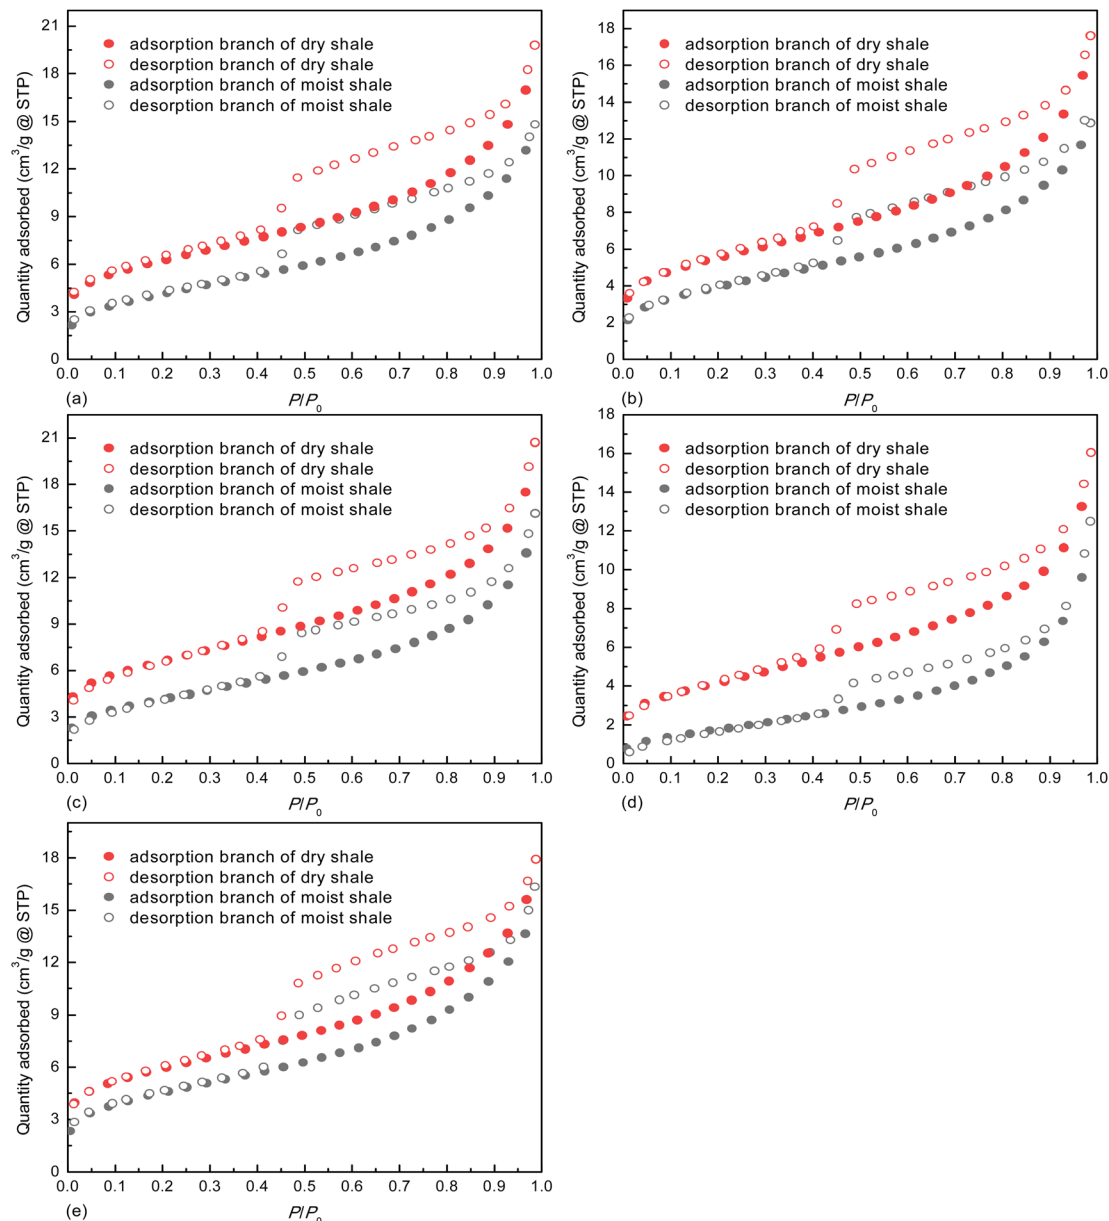 21
18
15
12
9
6
3
0
Quantity adsorbed (cm³/g @ STP)
adsorption branch of dry shale
desorption branch of dry shale
adsorption branch of moist shale
desorption branch of moist shale
0.0 0.1 0.2 0.3 0.4 0.5 0.6 0.7 0.8 0.9 1.0
(a)
P/P₀
18
16
14
12
10
8
6
4
2
0
Quantity adsorbed (cm³/g @ STP)
adsorption branch of dry shale
desorption branch of dry shale
adsorption branch of moist shale
desorption branch of moist shale
0.0 0.1 0.2 0.3 0.4 0.5 0.6 0.7 0.8 0.9 1.0
(b)
P/P₀
21
18
15
12
9
6
3
0
Quantity adsorbed (cm³/g @ STP)
adsorption branch of dry shale
desorption branch of dry shale
adsorption branch of moist shale
desorption branch of moist shale
0.0 0.1 0.2 0.3 0.4 0.5 0.6 0.7 0.8 0.9 1.0
(c)
P/P₀
18
16
14
12
10
8
6
4
2
0
Quantity adsorbed (cm³/g @ STP)
adsorption branch of dry shale
desorption branch of dry shale
adsorption branch of moist shale
desorption branch of moist shale
0.0 0.1 0.2 0.3 0.4 0.5 0.6 0.7 0.8 0.9 1.0
(d)
P/P₀
18
15
12
9
6
3
0
Quantity adsorbed (cm³/g @ STP)
adsorption branch of dry shale
desorption branch of dry shale
adsorption branch of moist shale
desorption branch of moist shale
0.0 0.1 0.2 0.3 0.4 0.5 0.6 0.7 0.8 0.9 1.0
(e)
P/P₀